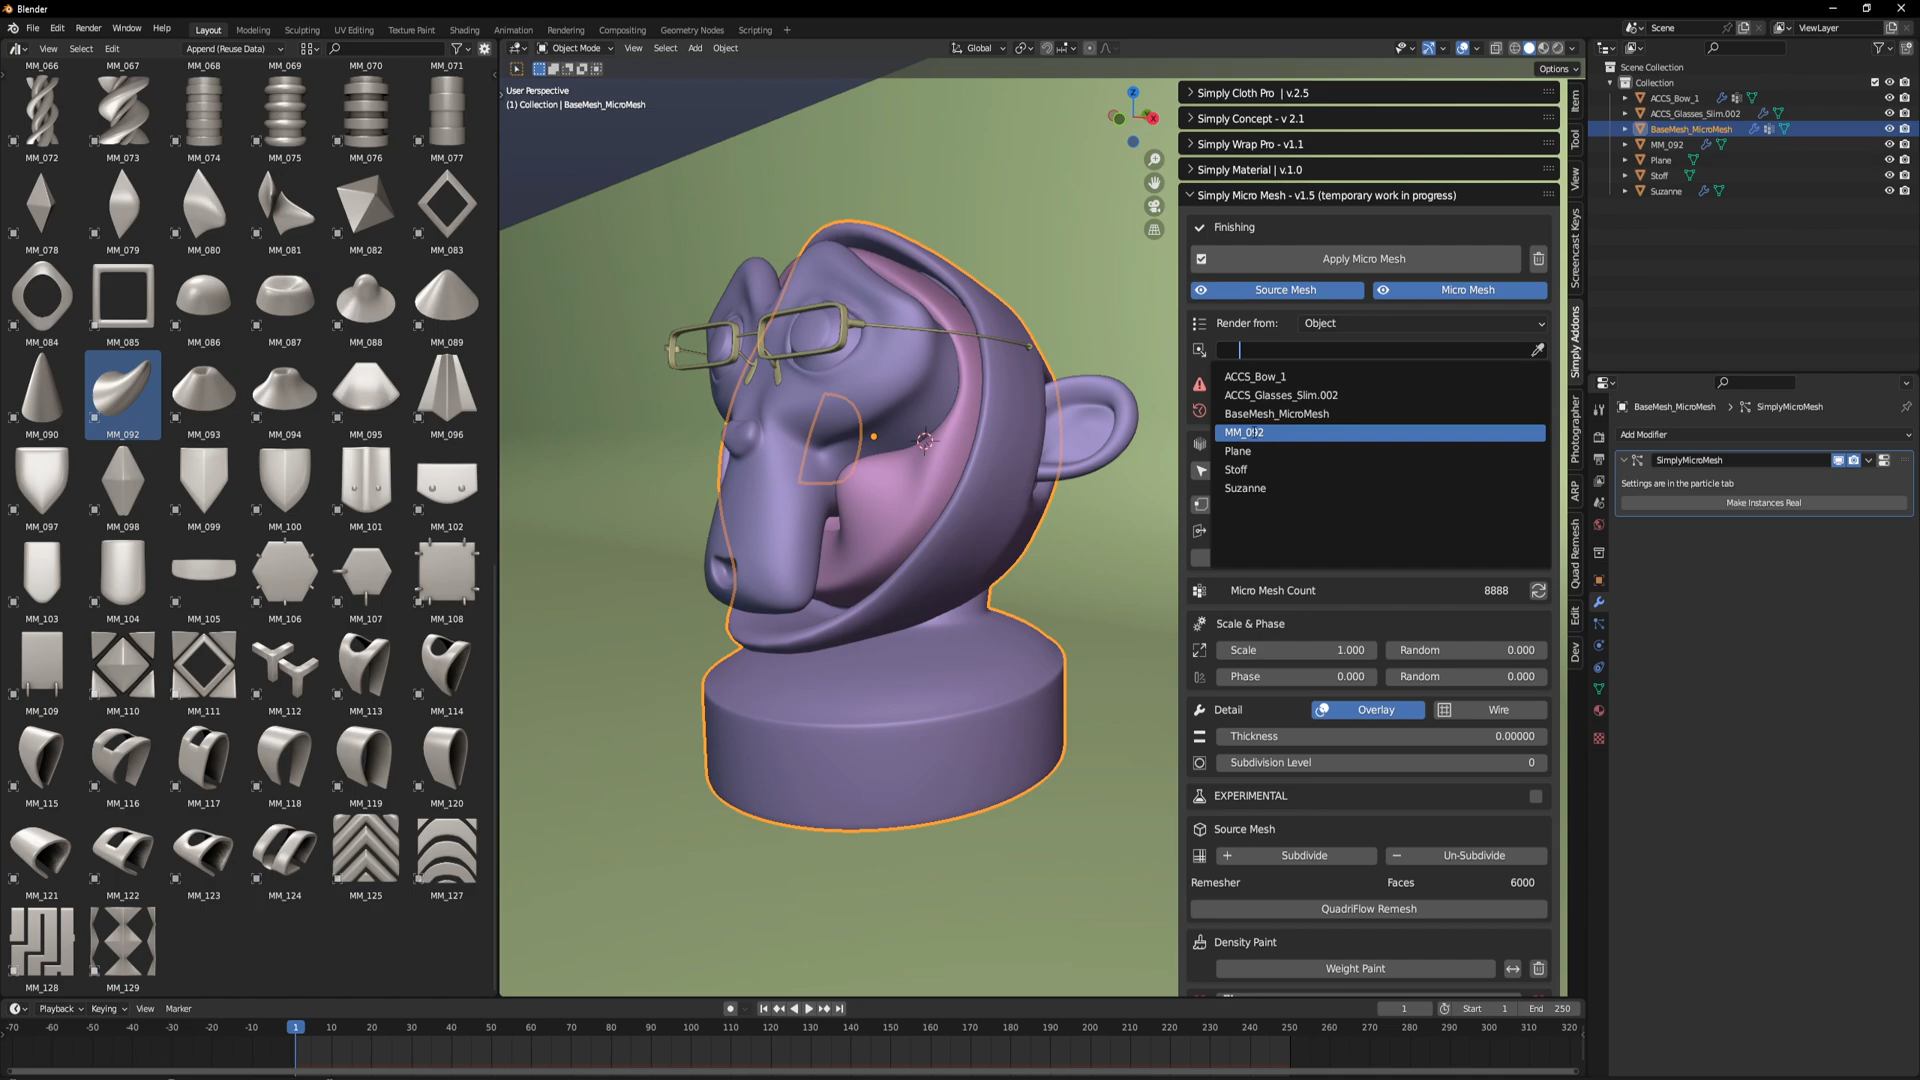 Blender
File Edit Render Window Help
Layout Modeling Sculpting UV Editing Texture Paint Shading Animation Rendering Compositing Geometry Nodes Scripting +
Scene
ViewLayer
View Select Edit Append (Reuse Data)
Object Mode View Select Add Object
Global
Options
MM_066 MM_067 MM_068 MM_069 MM_070 MM_071
MM_072 MM_073 MM_074 MM_075 MM_076 MM_077
MM_078 MM_079 MM_080 MM_081 MM_082 MM_083
MM_084 MM_085 MM_086 MM_087 MM_088 MM_089
MM_090 MM_092 MM_093 MM_094 MM_095 MM_096
MM_097 MM_098 MM_099 MM_100 MM_101 MM_102
MM_103 MM_104 MM_105 MM_106 MM_107 MM_108
MM_109 MM_110 MM_111 MM_112 MM_113 MM_114
MM_115 MM_116 MM_117 MM_118 MM_119 MM_120
MM_121 MM_122 MM_123 MM_124 MM_125 MM_127
MM_128 MM_129
User Perspective
(1) Collection | BaseMesh_MicroMesh
Z
X
Simply Cloth Pro | v.2.5
Simply Concept - v 2.1
Simply Wrap Pro - v1.1
Simply Material | v.1.0
Simply Micro Mesh - v1.5 (temporary work in progress)
Finishing
Apply Micro Mesh
Source Mesh Micro Mesh
Render from: Object
ACCS_Bow_1
ACCS_Glasses_Slim.002
BaseMesh_MicroMesh
MM_092
Plane
Stoff
Suzanne
Micro Mesh Count 8888
Scale & Phase
Scale 1.000 Random 0.000
Phase 0.000 Random 0.000
Detail Overlay Wire
Thickness 0.00000
Subdivision Level 0
EXPERIMENTAL
Source Mesh
+ Subdivide − Un-Subdivide
Remesher Faces 6000
QuadriFlow Remesh
Density Paint
Weight Paint
Item
Tool
View
Screencast Keys
Simply Addons
Photographer
ARP
Quad Remesh
Edit
Dev
Scene Collection
Collection
ACCS_Bow_1
ACCS_Glasses_Slim.002
BaseMesh_MicroMesh
MM_092
Plane
Stoff
Suzanne
BaseMesh_MicroMesh > SimplyMicroMesh
Add Modifier
SimplyMicroMesh
Settings are in the particle tab
Make Instances Real
Playback Keying View Marker
1 Start 1 End 250
-70 -60 -50 -40 -30 -20 -10 1 10 20 30 40 50 60 70 80 90 100 110 120 130 140 150 160 170 180 190 200 210 220 230 240 250 260 270 280 290 300 310 320